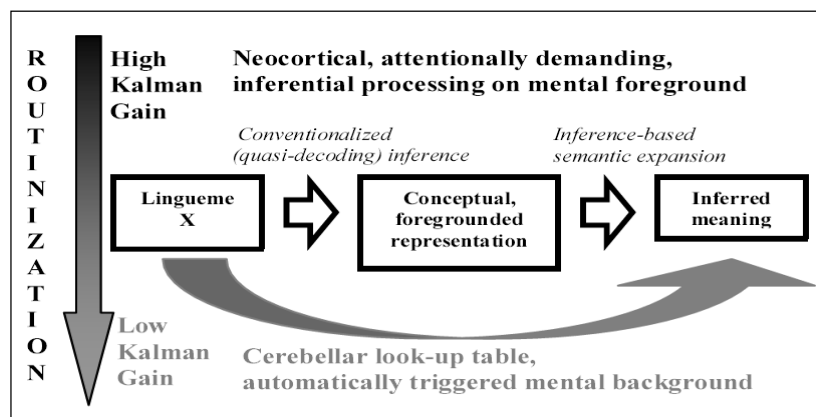 ROUTINIZATION
High
Kalman
Gain
Neocortical, attentionally demanding,
inferential processing on mental foreground
Conventionalized
(quasi-decoding) inference
Inference-based
semantic expansion
Lingueme
X
Conceptual,
foregrounded
representation
Inferred
meaning
Low
Kalman
Gain
Cerebellar look-up table,
automatically triggered mental background